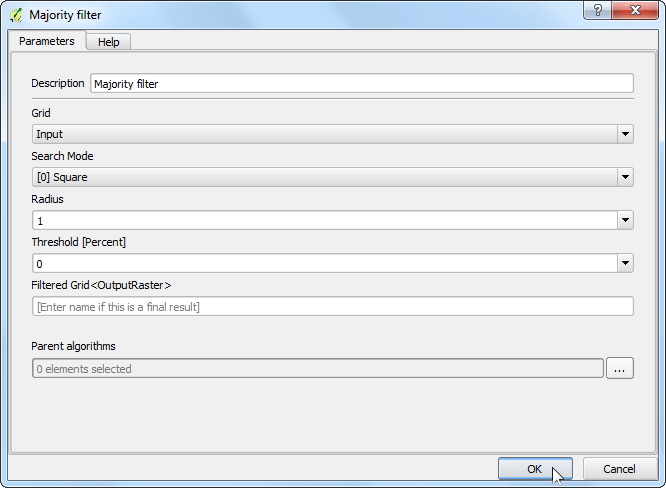 Majority filter
?
Parameters
Help
Description Majority filter
Grid
Input
Search Mode
[0] Square
Radius
1
Threshold [Percent]
0
Filtered Grid<OutputRaster>
[Enter name if this is a final result]
Parent algorithms
0 elements selected ...
OK Cancel